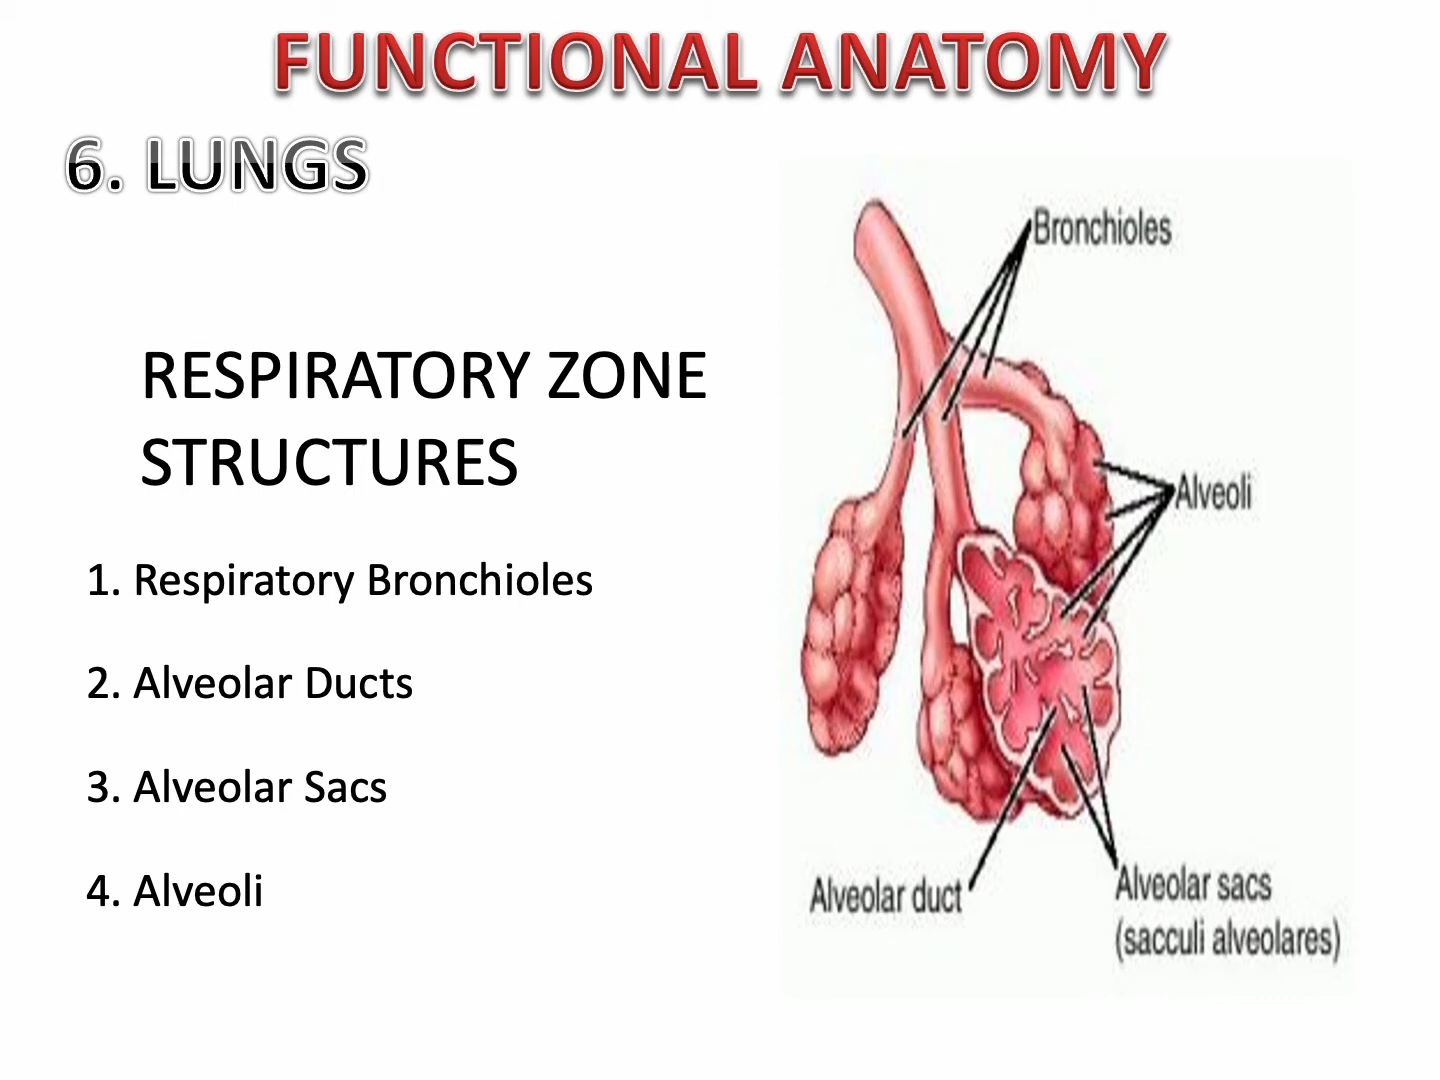 FUNCTIONAL ANATOMY
6. LUNGS
RESPIRATORY ZONE
STRUCTURES
1. Respiratory Bronchioles
2. Alveolar Ducts
3. Alveolar Sacs
4. Alveoli
Bronchioles
Alveoli
Alveolar duct
Alveolar sacs
(sacculi alveolares)